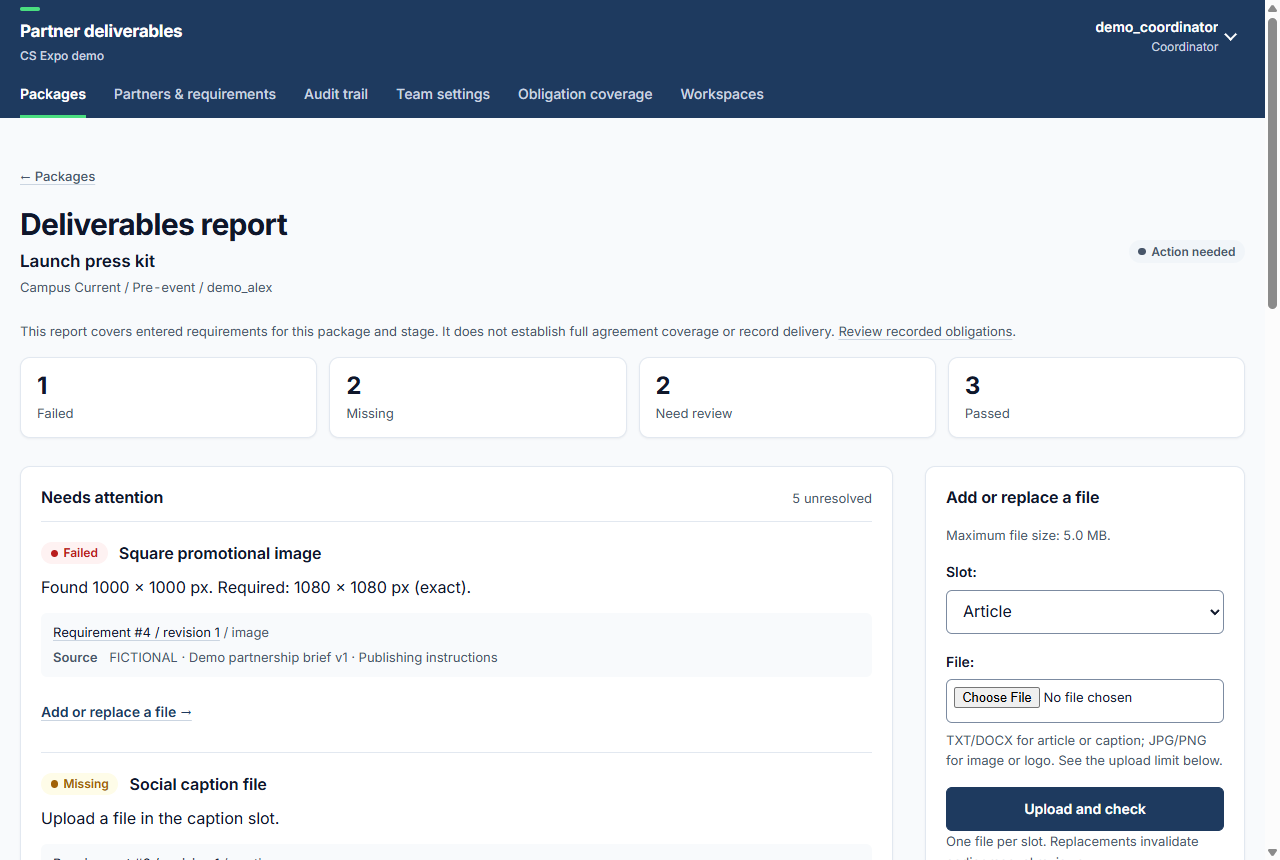 Partner deliverables
CS Expo demo
demo_coordinator
Coordinator
Packages
Partners & requirements
Audit trail
Team settings
Obligation coverage
Workspaces
← Packages
Deliverables report
Launch press kit
Campus Current / Pre-event / demo_alex
Action needed
This report covers entered requirements for this package and stage. It does not establish full agreement coverage or record delivery. Review recorded obligations.
1
Failed
2
Missing
2
Need review
3
Passed
Needs attention
5 unresolved
Failed
Square promotional image
Found 1000 × 1000 px. Required: 1080 × 1080 px (exact).
Requirement #4 / revision 1 / image
Source FICTIONAL · Demo partnership brief v1 · Publishing instructions
Add or replace a file →
Missing
Social caption file
Upload a file in the caption slot.
Add or replace a file
Maximum file size: 5.0 MB.
Slot:
Article
File:
Choose File No file chosen
TXT/DOCX for article or caption; JPG/PNG
for image or logo. See the upload limit below.
Upload and check
One file per slot. Replacements invalidate